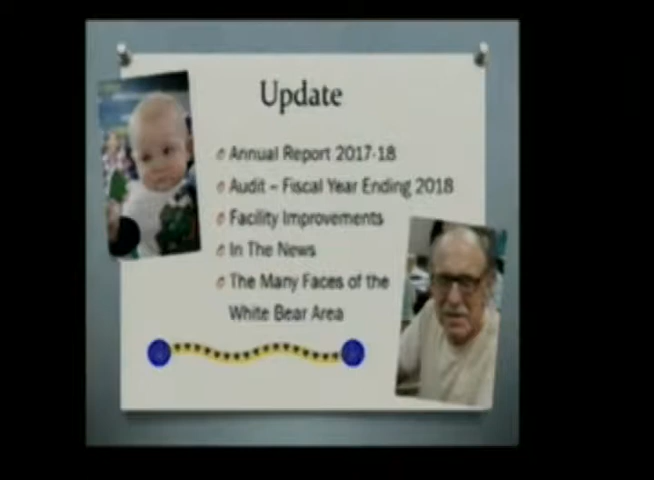 Update
Annual Report 2017-18
Audit – Fiscal Year Ending 2018
Facility Improvements
In The News
The Many Faces of the
White Bear Area